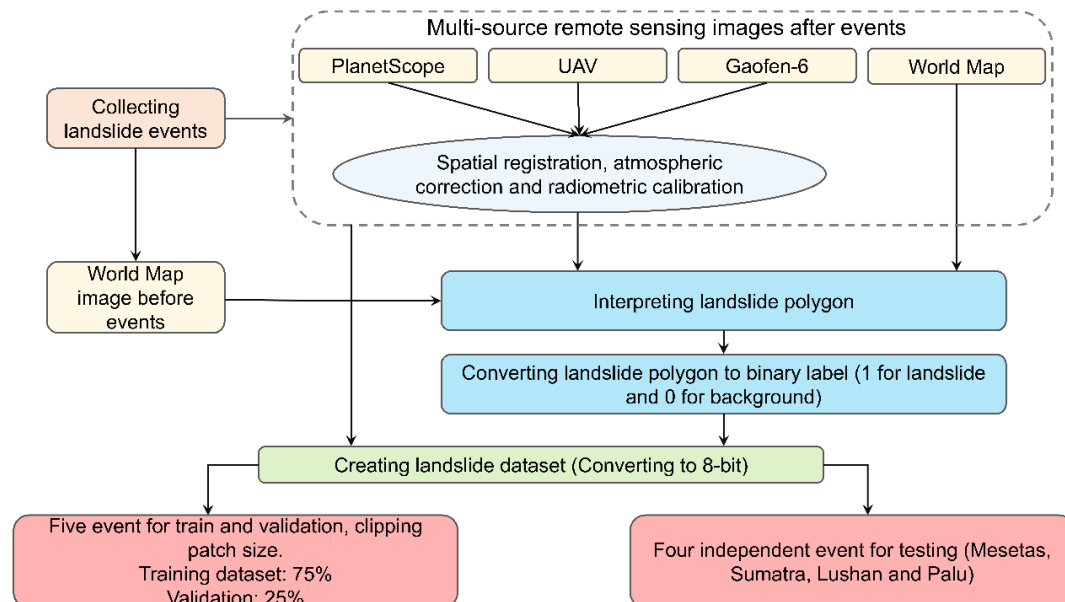 Multi-source remote sensing images after events
PlanetScope
UAV
Gaofen-6
World Map
Collecting
landslide events
Spatial registration, atmospheric
correction and radiometric calibration
World Map
image before
events
Interpreting landslide polygon
Converting landslide polygon to binary label (1 for landslide
and 0 for background)
Creating landslide dataset (Converting to 8-bit)
Five event for train and validation, clipping
patch size.
Training dataset: 75%
Validation: 25%
Four independent event for testing (Mesetas,
Sumatra, Lushan and Palu)